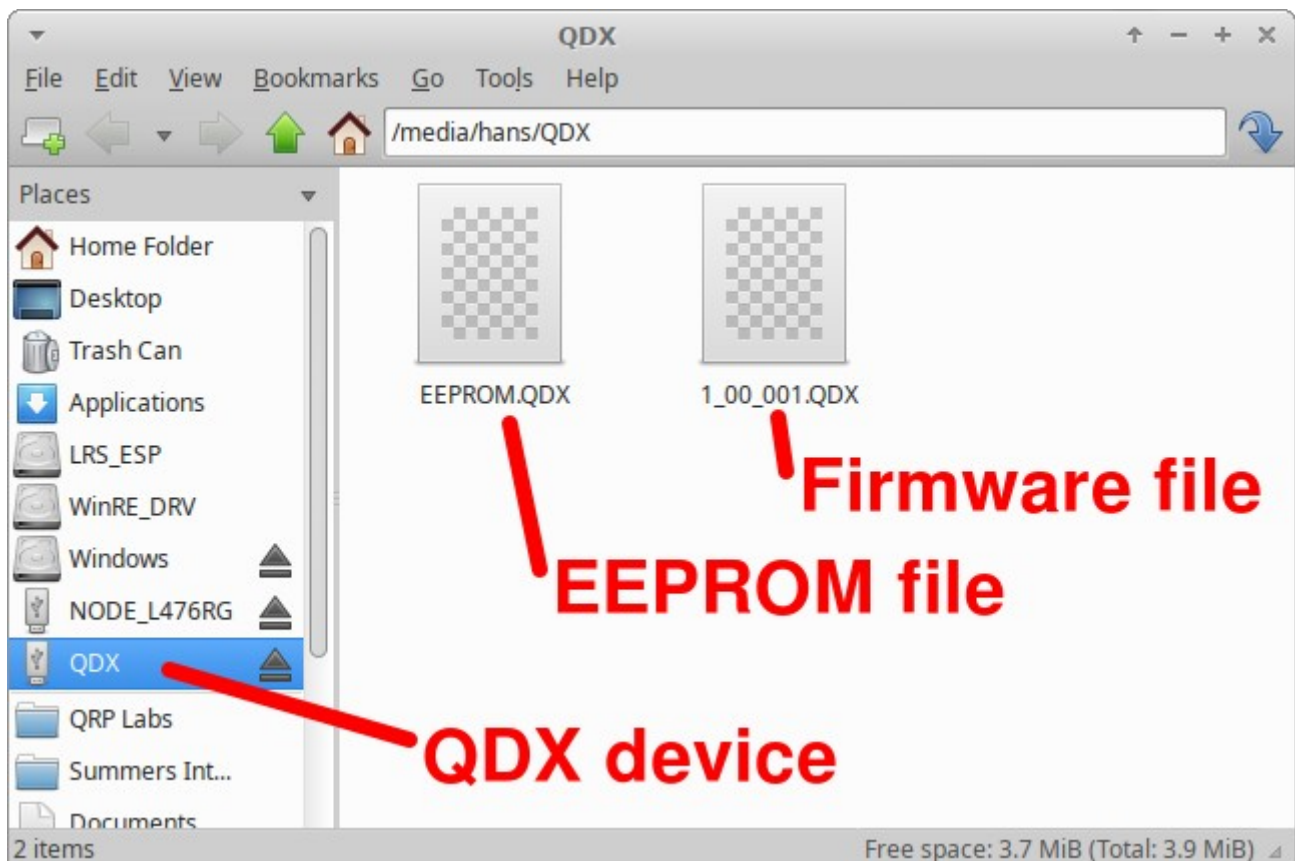 QDX
File Edit View Bookmarks Go Tools Help
/media/hans/QDX
Places
Home Folder
Desktop
Trash Can
Applications
LRS_ESP
WinRE_DRV
Windows
NODE_L476RG
QDX
QRP Labs
Summers Int...
Documents
EEPROM.QDX 1_00_001.QDX
Firmware file
EEPROM file
QDX device
2 items Free space: 3.7 MiB (Total: 3.9 MiB)